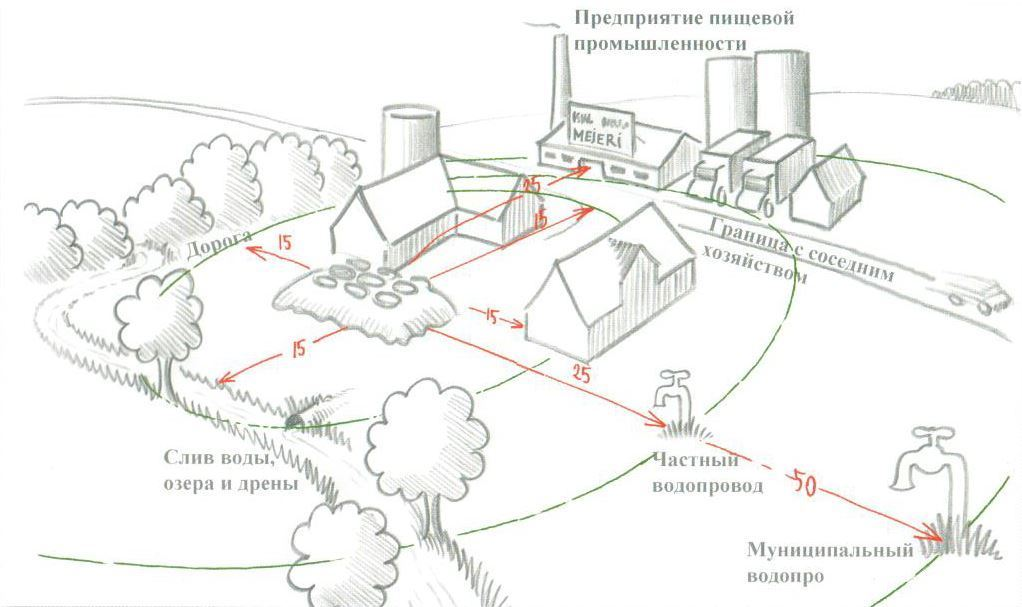 Предприятие пищевой
промышленности
MEJERI
25
15
Дорога
15
Граница с соседним
хозяйством
15
15
25
Слив воды,
озера и дрены
Частный
водопровод
50
Муниципальный
водопро